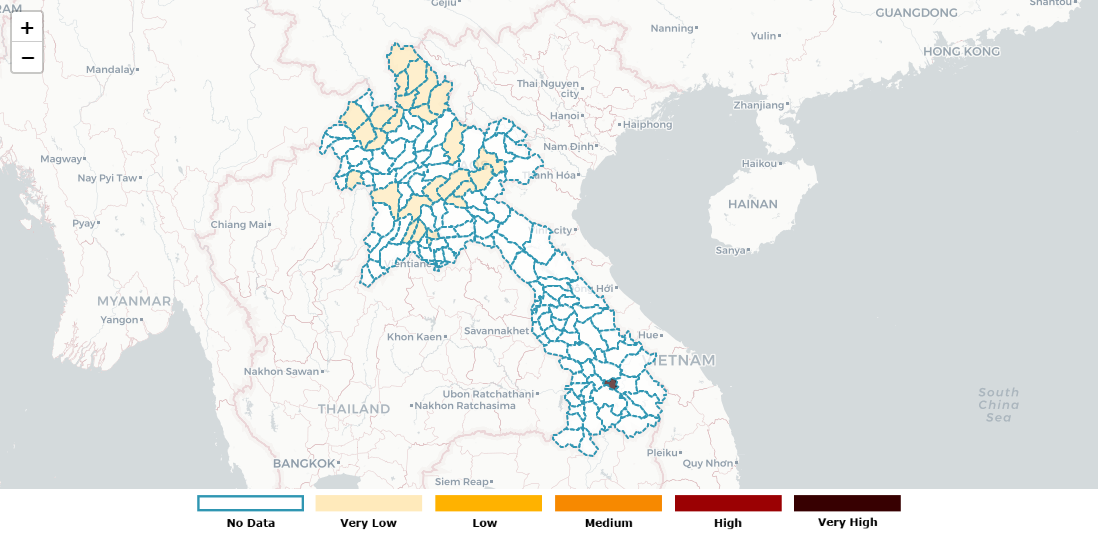 RAM
Gejiu
GUANGDONG
Shantou
+
Nanning
Yulin
−
HONG KONG
Mandalay
Thai Nguyen
city
Zhanjiang
Hanoi
Haiphong
Magway
Nam Định
Haikou
Nay Pyi Taw
Thanh Hóa
HAINAN
Pyay
Chiang Mai
city
Sanya
Vientiane
Hới
MYANMAR
Yangon
Savannakhet
Khon Kaen
Hue
VIETNAM
Nakhon Sawan
Ubon Ratchathani
South
China
Sea
THAILAND
Nakhon Ratchasima
Pleiku
BANGKOK
Quy Nhơn
Siem Reap
No Data
Very Low
Low
Medium
High
Very High